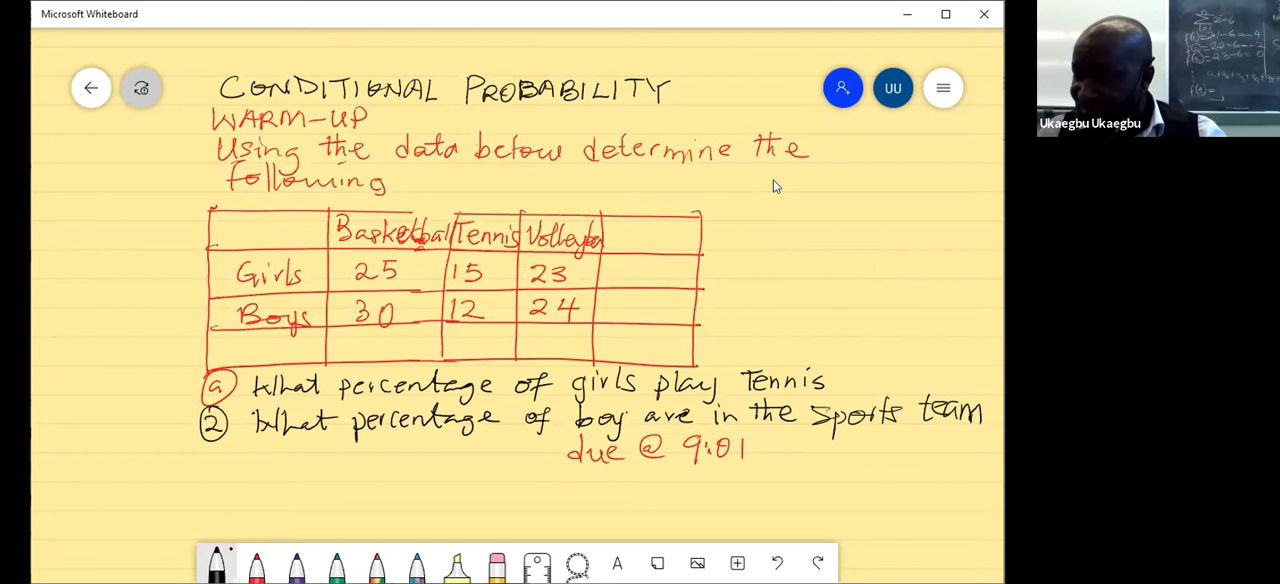 Microsoft Whiteboard
CONDITIONAL PROBABILITY
WARM-UP
Using the data below determine the
following
Basketball Tennis Volleyball
Girls 25 15 23
Boys 30 12 24
a What percentage of girls play Tennis
2 What percentage of boy are in the sports team
due @ 9:01
UU
A
Ukaegbu Ukaegbu